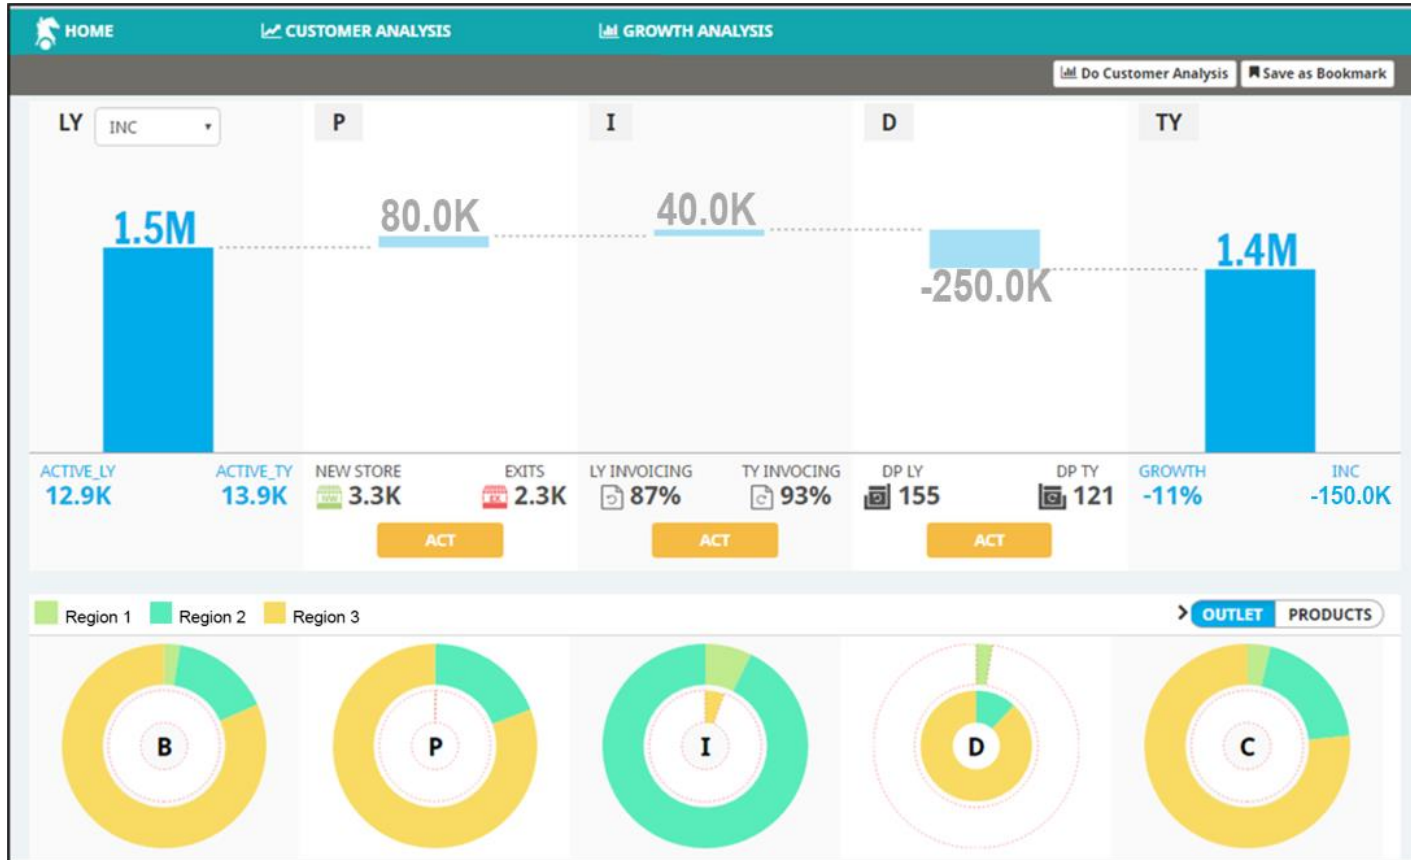 HOME CUSTOMER ANALYSIS GROWTH ANALYSIS
Do Customer Analysis Save as Bookmark
LY INC P I D TY
1.5M 80.0K 40.0K -250.0K 1.4M
ACTIVE_LY ACTIVE_TY NEW STORE EXITS LY INVOICING TY INVOCING DP LY DP TY GROWTH INC
12.9K 13.9K NW 3.3K EX 2.3K 87% 93% 155 121 -11% -150.0K
ACT ACT ACT
Region 1 Region 2 Region 3 OUTLET PRODUCTS
B P I D C